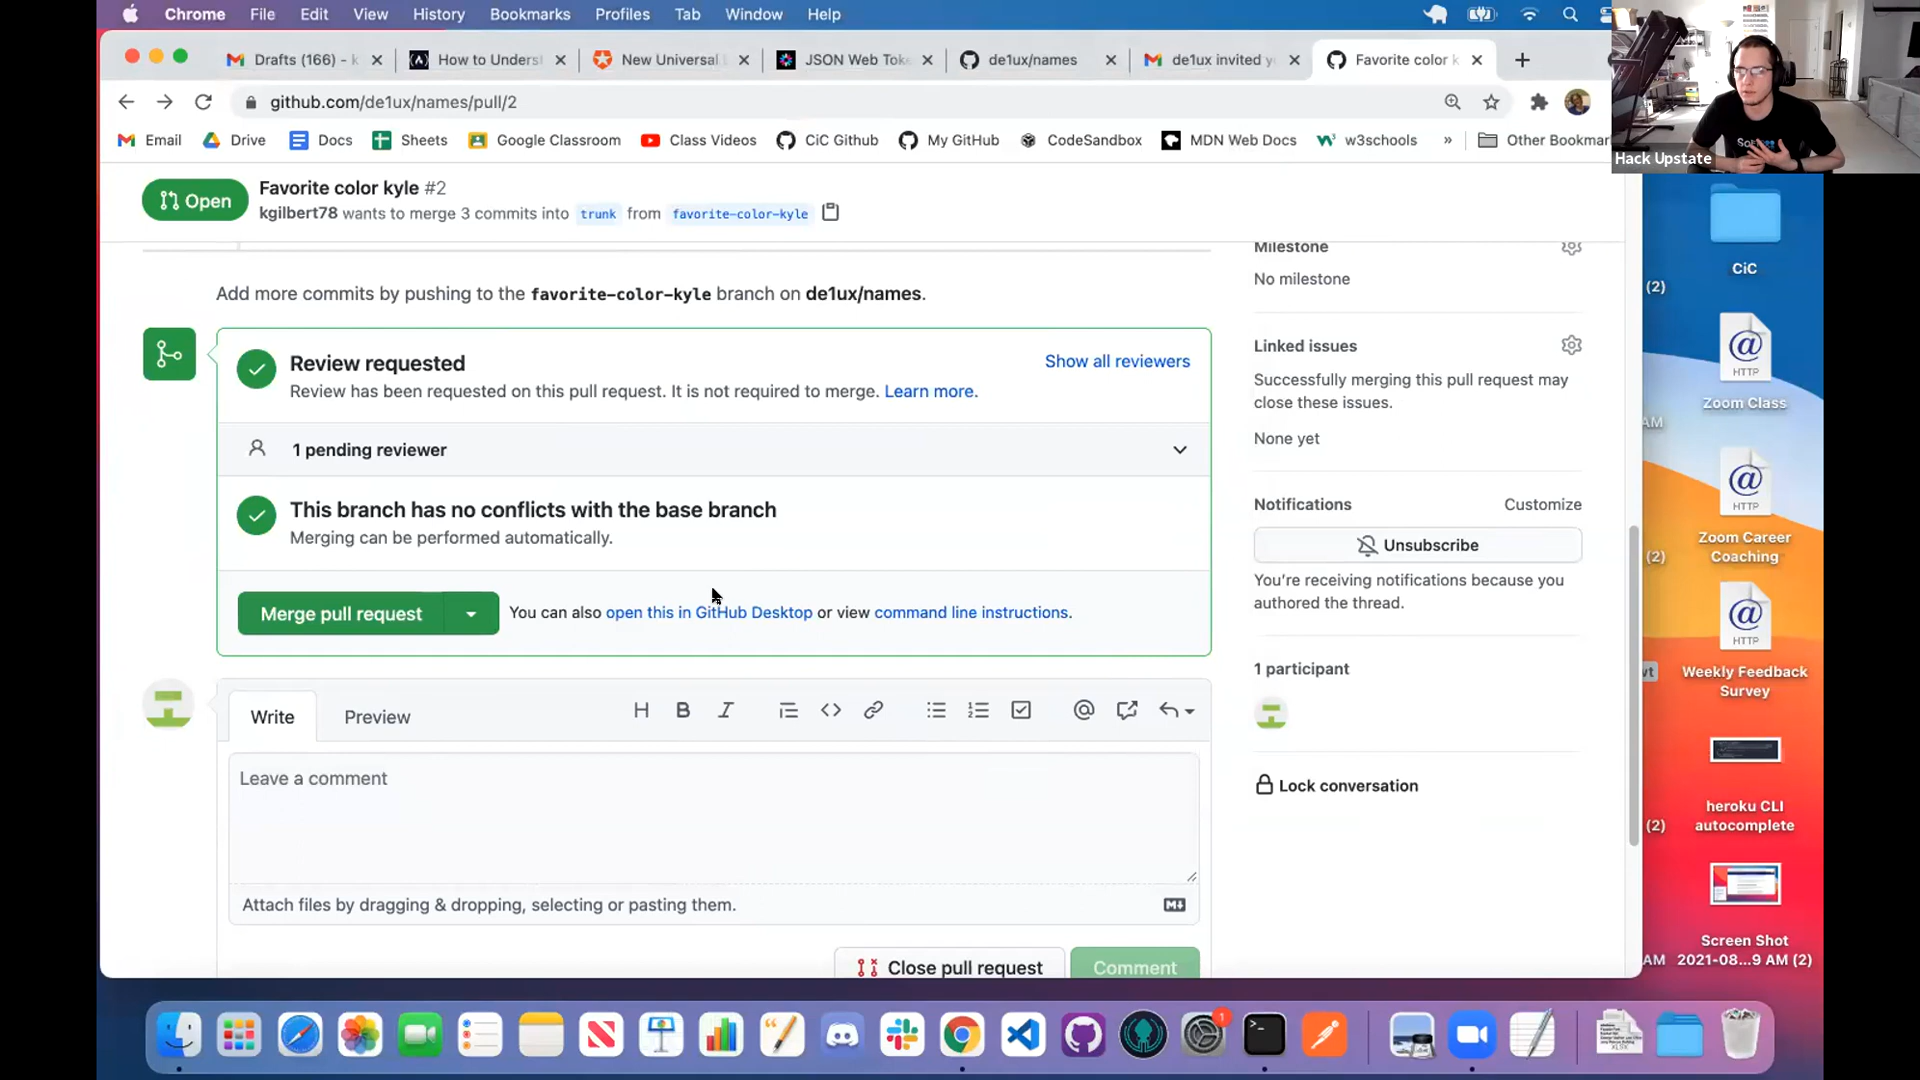 Chrome File Edit View History Bookmarks Profiles Tab Window Help
Drafts (166) - k
How to Underst
New Universal
JSON Web Tok
de1ux/names
de1ux invited y
Favorite color k
github.com/de1ux/names/pull/2
Email Drive Docs Sheets Google Classroom Class Videos CiC Github My GitHub CodeSandbox MDN Web Docs w3schools » Other Bookmar
Hack Upstate
Open
Favorite color kyle #2
kgilbert78 wants to merge 3 commits into trunk from favorite-color-kyle
Add more commits by pushing to the favorite-color-kyle branch on de1ux/names.
Review requested
Show all reviewers
Review has been requested on this pull request. It is not required to merge. Learn more.
1 pending reviewer
This branch has no conflicts with the base branch
Merging can be performed automatically.
Merge pull request
You can also open this in GitHub Desktop or view command line instructions.
Write
Preview
Leave a comment
Attach files by dragging & dropping, selecting or pasting them.
Close pull request
Comment
Milestone
No milestone
Linked issues
Successfully merging this pull request may
close these issues.
None yet
Notifications
Customize
Unsubscribe
You're receiving notifications because you
authored the thread.
1 participant
Lock conversation
CiC
(2)
HTTP
Zoom Class
AM
HTTP
Zoom Career
Coaching
(2)
HTTP
Weekly Feedback
Survey
heroku CLI
autocomplete
(2)
Screen Shot
2021-08...9 AM (2)
AM
1